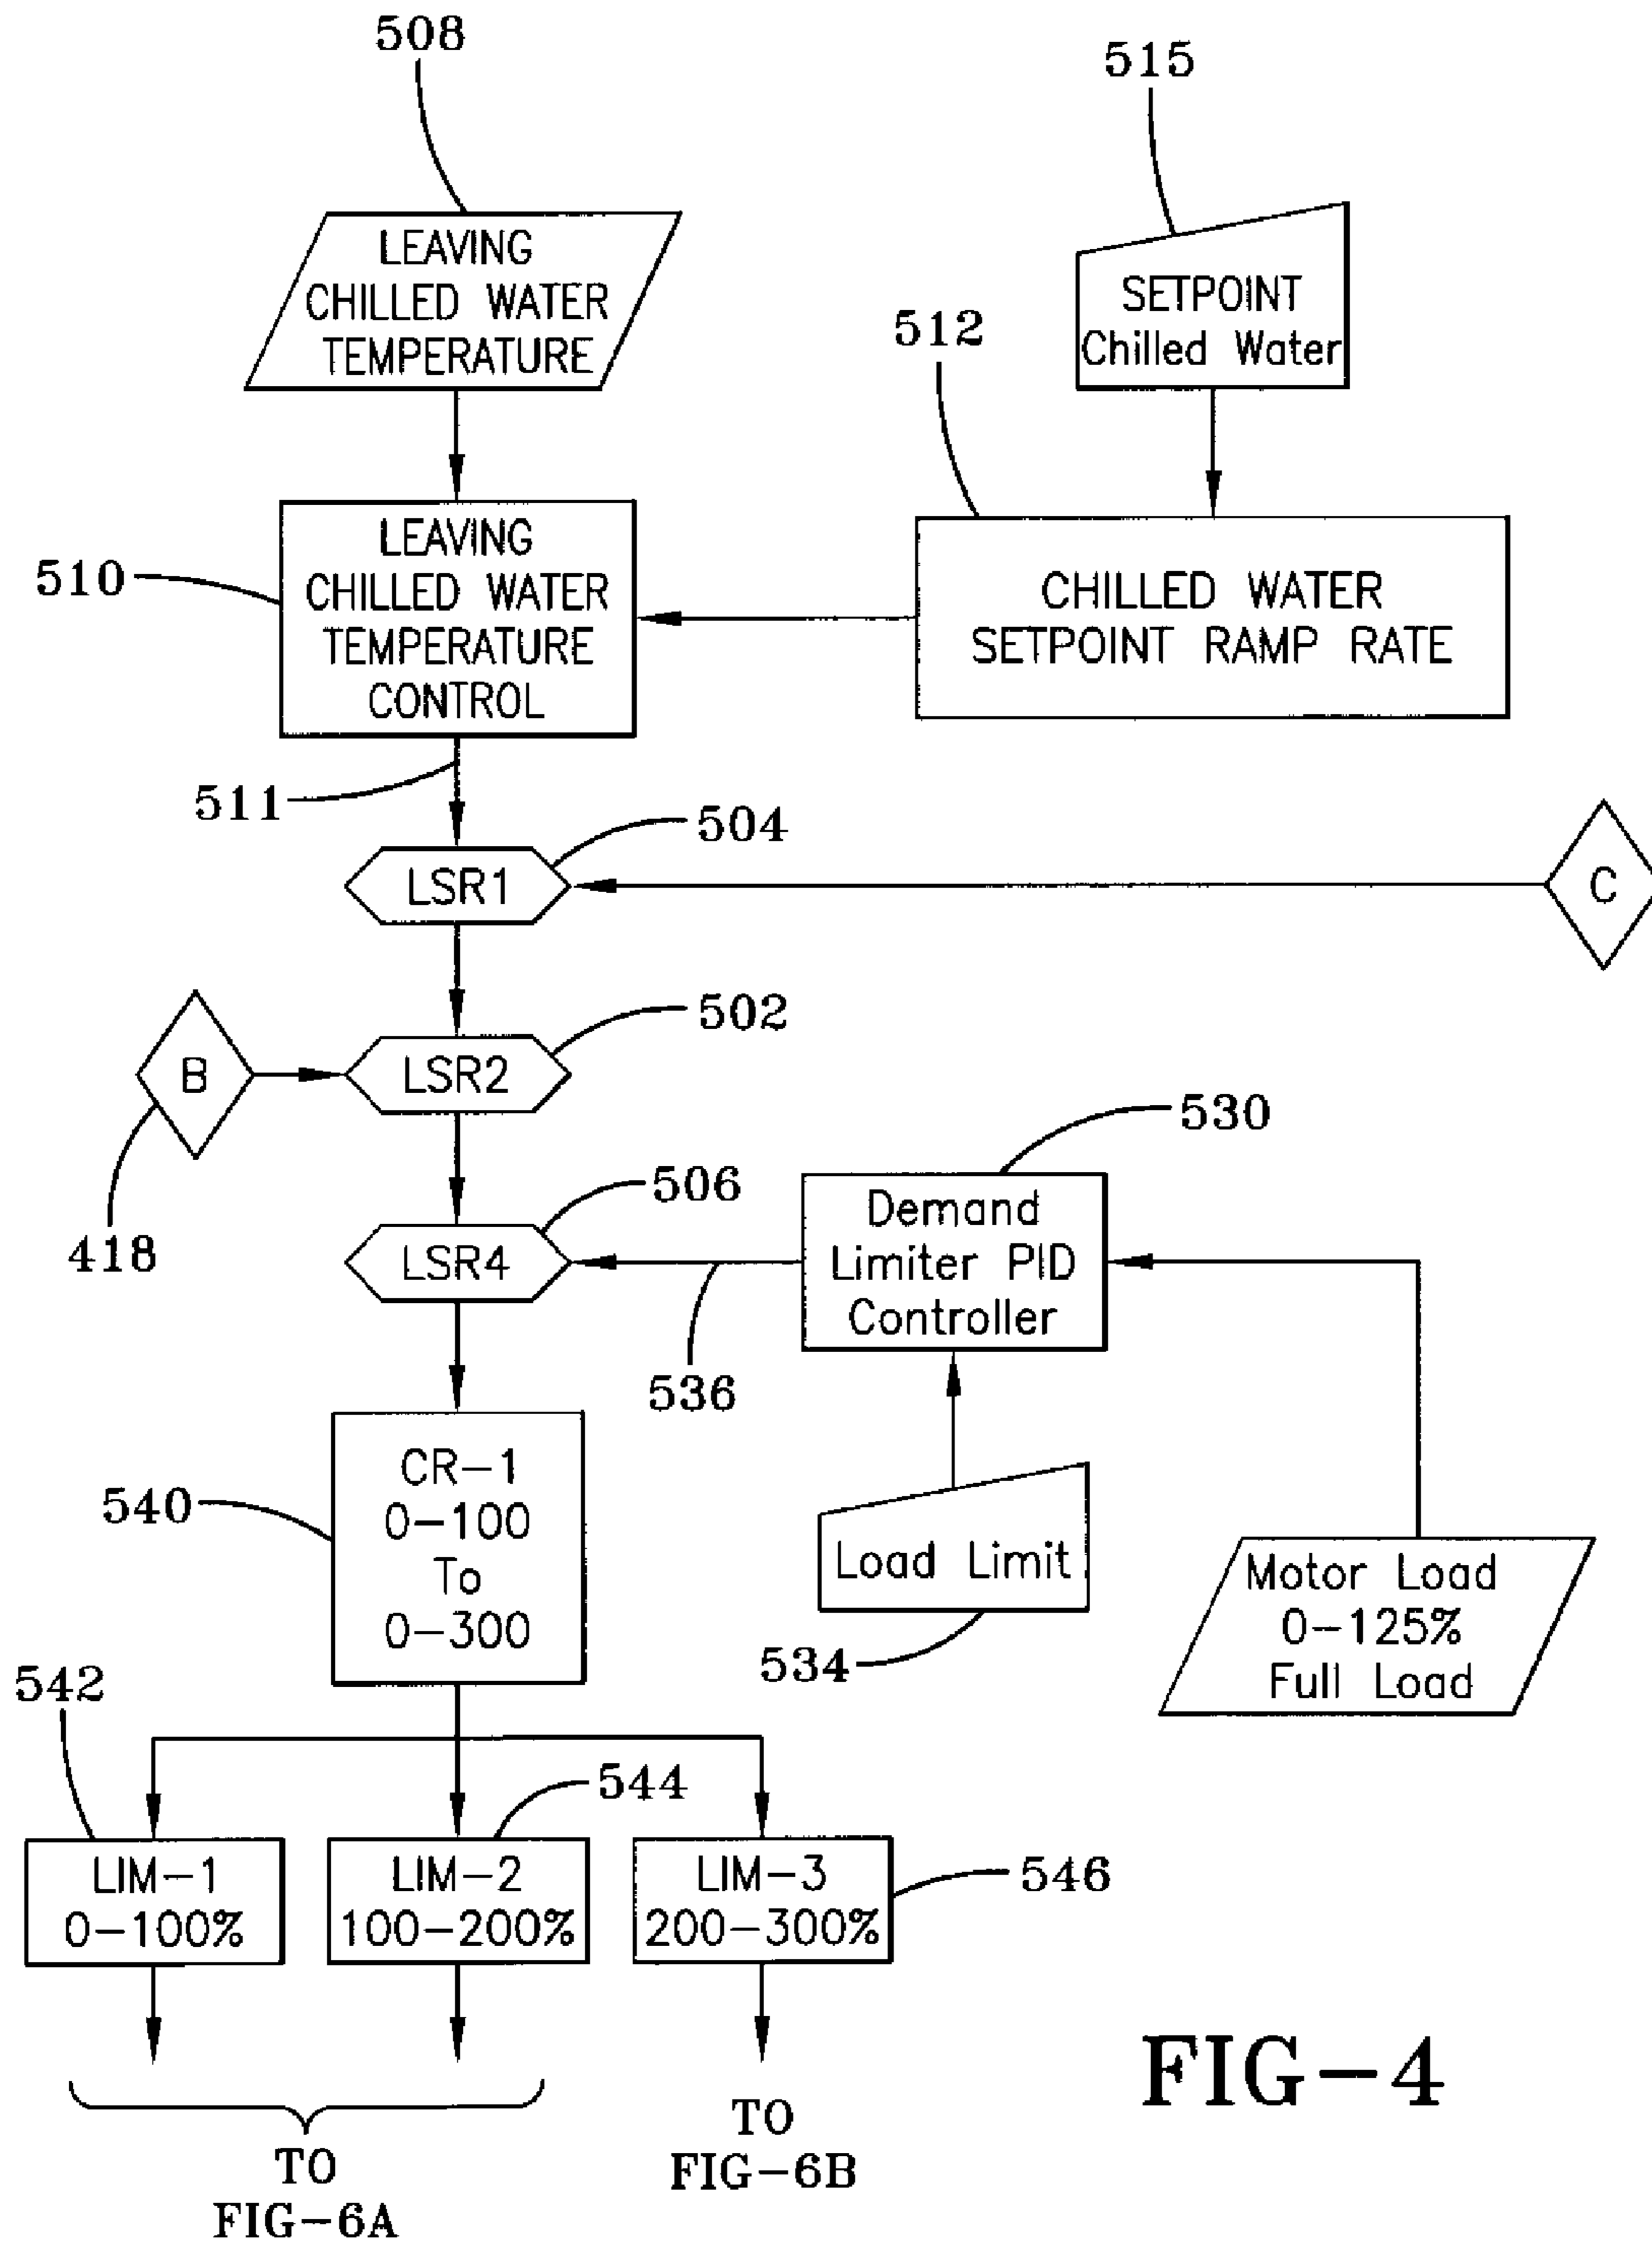 508
515
LEAVING
CHILLED WATER
TEMPERATURE
SETPOINT
Chilled Water
512
510
LEAVING
CHILLED WATER
TEMPERATURE
CONTROL
CHILLED WATER
SETPOINT RAMP RATE
511
504
LSR1
C
502
B
LSR2
418
530
506
LSR4
Demand
Limiter PID
Controller
536
540
CR-1
0-100
To
0-300
Load Limit
534
Motor Load
0-125%
Full Load
542
544
LIM-1
0-100%
LIM-2
100-200%
LIM-3
200-300%
546
TO
FIG-6A
TO
FIG-6B
FIG-4